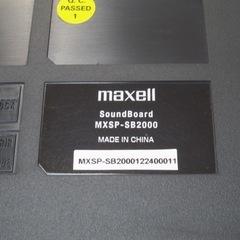 Q. C.
PASSED
1
maxell
SoundBoard
MXSP-SB2000
MADE IN CHINA
MXSP-SB2000122400011